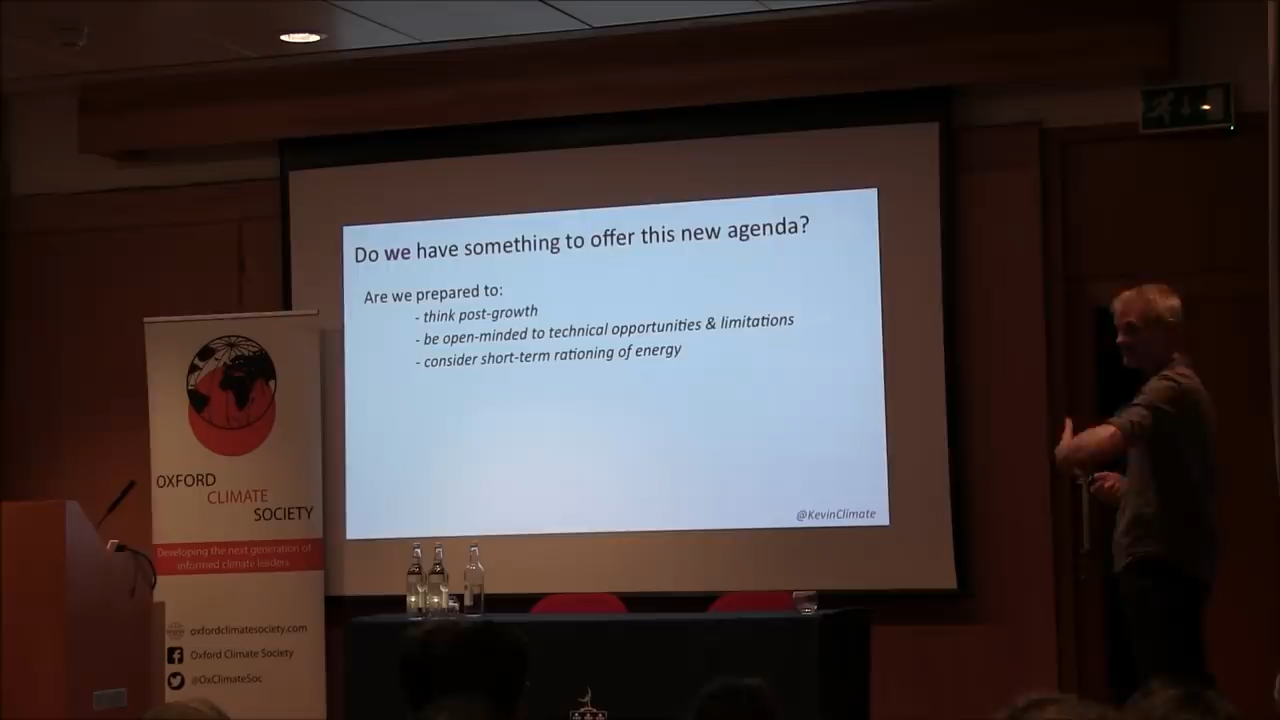 Do we have something to offer this new agenda?
Are we prepared to:
- think post-growth
- be open-minded to technical opportunities & limitations
- consider short-term rationing of energy
@KevinClimate
OXFORD
CLIMATE
SOCIETY
Developing the next generation of
informed climate leaders
oxfordclimatesociety.com
Oxford Climate Society
@OxClimateSoc